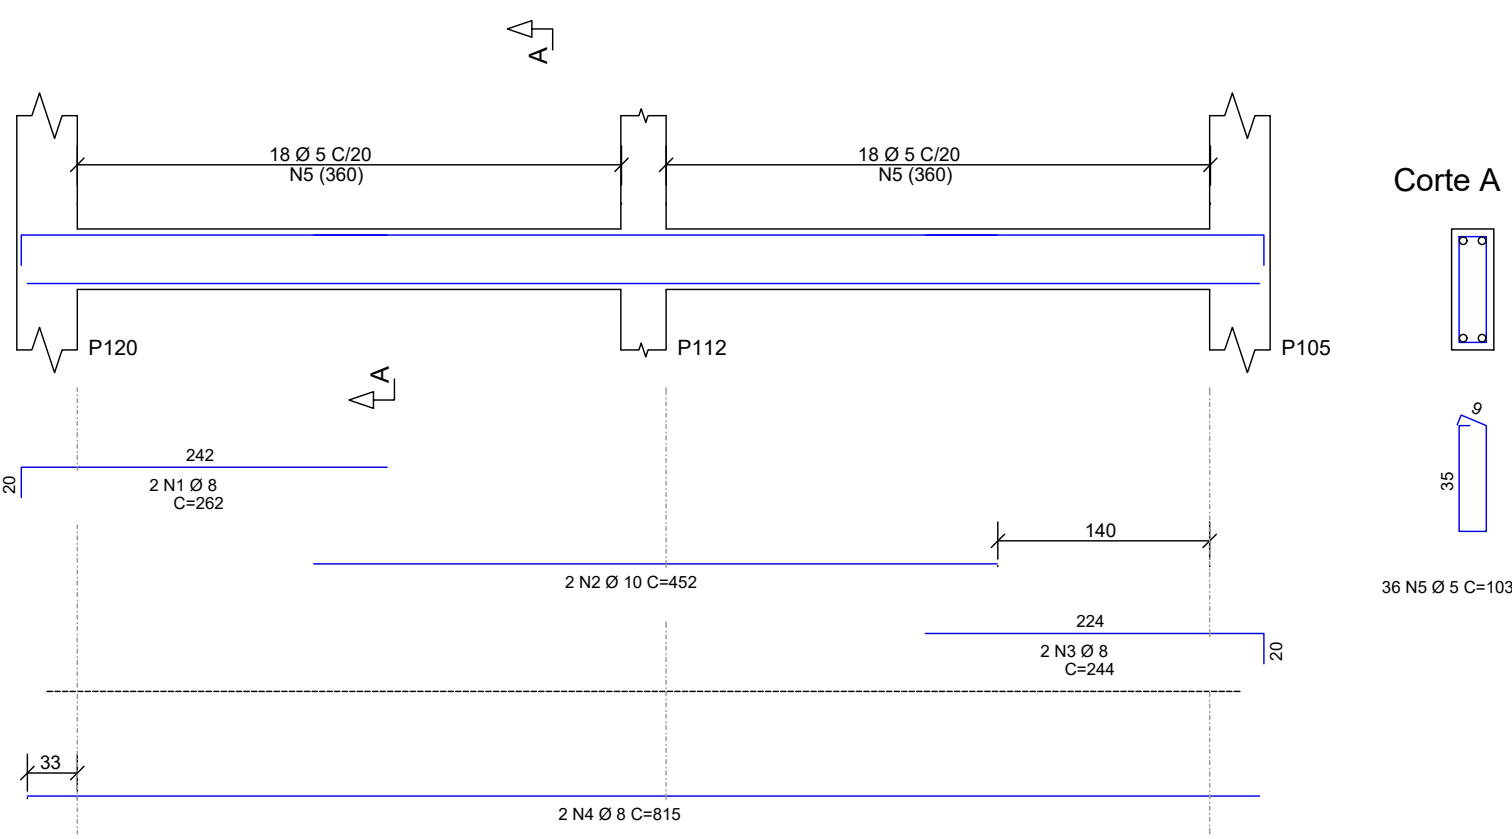 A
18 Ø 5 C/20
N5 (360)
18 Ø 5 C/20
N5 (360)
Corte A
P120
P112
P105
A
9
35
242
20
2 N1 Ø 8
C=262
140
2 N2 Ø 10 C=452
36 N5 Ø 5 C=103
224
20
2 N3 Ø 8
C=244
33
2 N4 Ø 8 C=815